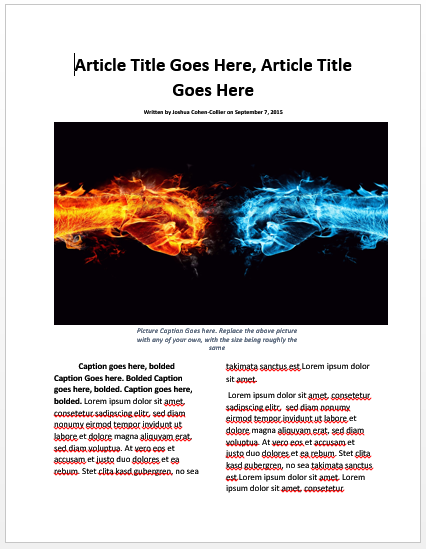 Article Title Goes Here, Article Title
Goes Here
Written by Joshua Cohen-Collier on September 7, 2015
Picture Caption Goes here. Replace the above picture
with any of your own, with the size being roughly the
same
Caption goes here, bolded
Caption Goes here. Bolded Caption
goes here, bolded. Caption goes here,
bolded. Lorem ipsum dolor sit amet,
consetetur sadipscing elitr, sed diam
nonumy eirmod tempor invidunt ut
labore et dolore magna aliquyam erat,
sed diam voluptua. At vero eos et
accusam et justo duo dolores et ea
rebum. Stet clita kasd gubergren, no sea
takimata sanctus est Lorem ipsum dolor
sit amet.
Lorem ipsum dolor sit amet, consetetur
sadipscing elitr, sed diam nonumy
eirmod tempor invidunt ut labore et
dolore magna aliquyam erat, sed diam
voluptua. At vero eos et accusam et
justo duo dolores et ea rebum. Stet clita
kasd gubergren, no sea takimata sanctus
est Lorem ipsum dolor sit amet. Lorem
ipsum dolor sit amet, consetetur